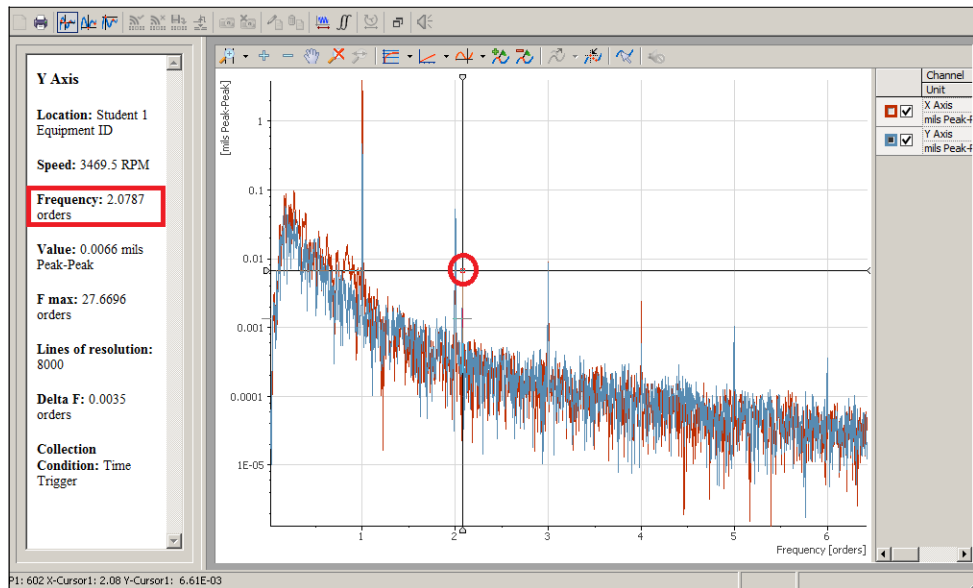 Y Axis
Location: Student 1
Equipment ID
Speed: 3469.5 RPM
Frequency: 2.0787
orders
Value: 0.0066 mils
Peak-Peak
F max: 27.6696
orders
Lines of resolution:
8000
Delta F: 0.0035
orders
Collection
Condition: Time
Trigger
[mils Peak-Peak]
1
0.1
0.01
0.001
0.0001
1E-05
1 2 3 4 5 6
Frequency [orders]
Channel
Unit
X Axis
mils Peak-F
Y Axis
mils Peak-F
P1: 602 X-Cursor1: 2.08 Y-Cursor1: 6.61E-03